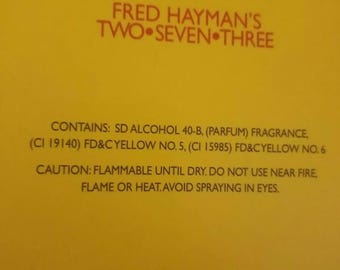 FRED HAYMAN'S
TWO•SEVEN•THREE
CONTAINS: SD ALCOHOL 40-B, (PARFUM) FRAGRANCE,
(CI 19140) FD&C YELLOW NO. 5, (CI 15985) FD&C YELLOW NO. 6
CAUTION: FLAMMABLE UNTIL DRY. DO NOT USE NEAR FIRE,
FLAME OR HEAT. AVOID SPRAYING IN EYES.